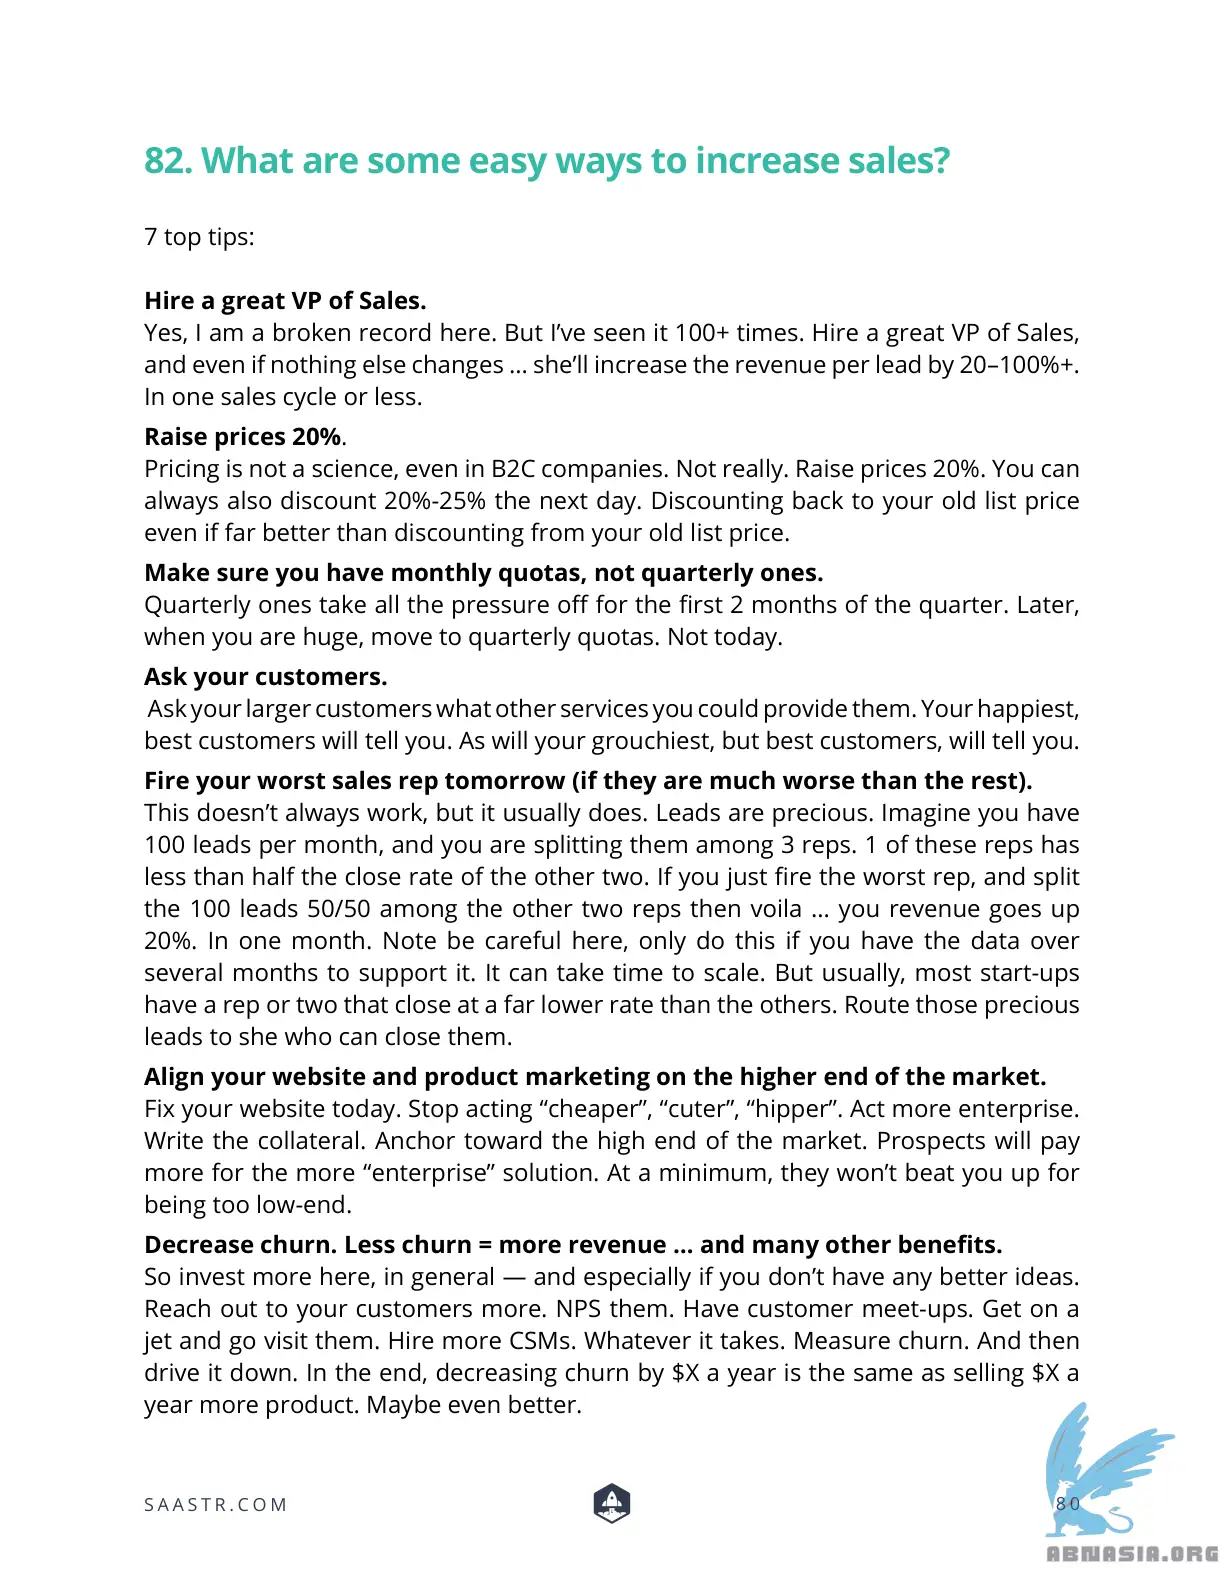 82. What are some easy ways to increase sales?
7 top tips:
Hire a great VP of Sales.
Yes, I am a broken record here. But I’ve seen it 100+ times. Hire a great VP of Sales,
and even if nothing else changes … she’ll increase the revenue per lead by 20–100%+.
In one sales cycle or less.
Raise prices 20%.
Pricing is not a science, even in B2C companies. Not really. Raise prices 20%. You can
always also discount 20%-25% the next day. Discounting back to your old list price
even if far better than discounting from your old list price.
Make sure you have monthly quotas, not quarterly ones.
Quarterly ones take all the pressure off for the first 2 months of the quarter. Later,
when you are huge, move to quarterly quotas. Not today.
Ask your customers.
Ask your larger customers what other services you could provide them. Your happiest,
best customers will tell you. As will your grouchiest, but best customers, will tell you.
Fire your worst sales rep tomorrow (if they are much worse than the rest).
This doesn’t always work, but it usually does. Leads are precious. Imagine you have
100 leads per month, and you are splitting them among 3 reps. 1 of these reps has
less than half the close rate of the other two. If you just fire the worst rep, and split
the 100 leads 50/50 among the other two reps then voila … you revenue goes up
20%. In one month. Note be careful here, only do this if you have the data over
several months to support it. It can take time to scale. But usually, most start-ups
have a rep or two that close at a far lower rate than the others. Route those precious
leads to she who can close them.
Align your website and product marketing on the higher end of the market.
Fix your website today. Stop acting “cheaper”, “cuter”, “hipper”. Act more enterprise.
Write the collateral. Anchor toward the high end of the market. Prospects will pay
more for the more “enterprise” solution. At a minimum, they won’t beat you up for
being too low-end.
Decrease churn. Less churn = more revenue … and many other benefits.
So invest more here, in general — and especially if you don’t have any better ideas.
Reach out to your customers more. NPS them. Have customer meet-ups. Get on a
jet and go visit them. Hire more CSMs. Whatever it takes. Measure churn. And then
drive it down. In the end, decreasing churn by $X a year is the same as selling $X a
year more product. Maybe even better.
SAASTR.COM
80
ABNASIA.ORG